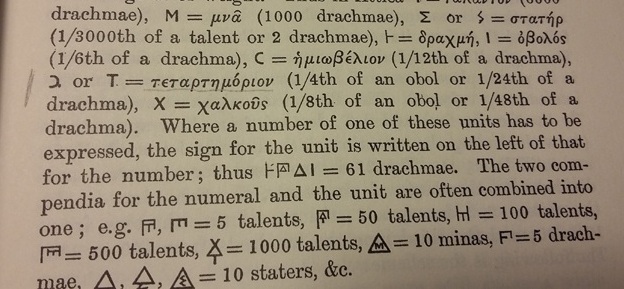 drachmae), M = μνᾶ (1000 drachmae), Σ or = στατήρ
(1/3000th of a talent or 2 drachmae), Ͱ = δραχμή, Ι = ὀβολός
(1/6th of a drachma), C = ἡμιωβέλιον (1/12th of a drachma),
Ͻ or T = τεταρτημόριον (1/4th of an obol or 1/24th of a
drachma), X = χαλκοῦς (1/8th of an obol or 1/48th of a
drachma). Where a number of one of these units has to be
expressed, the sign for the unit is written on the left of that
for the number; thus Ͱ𐅄ΔΙ = 61 drachmae. The two com-
pendia for the numeral and the unit are often combined into
one; e.g. = 5 talents, = 50 talents, = 100 talents,
= 500 talents, = 1000 talents, = 10 minas, = 5 drach-
mae, = 10 staters, &c.